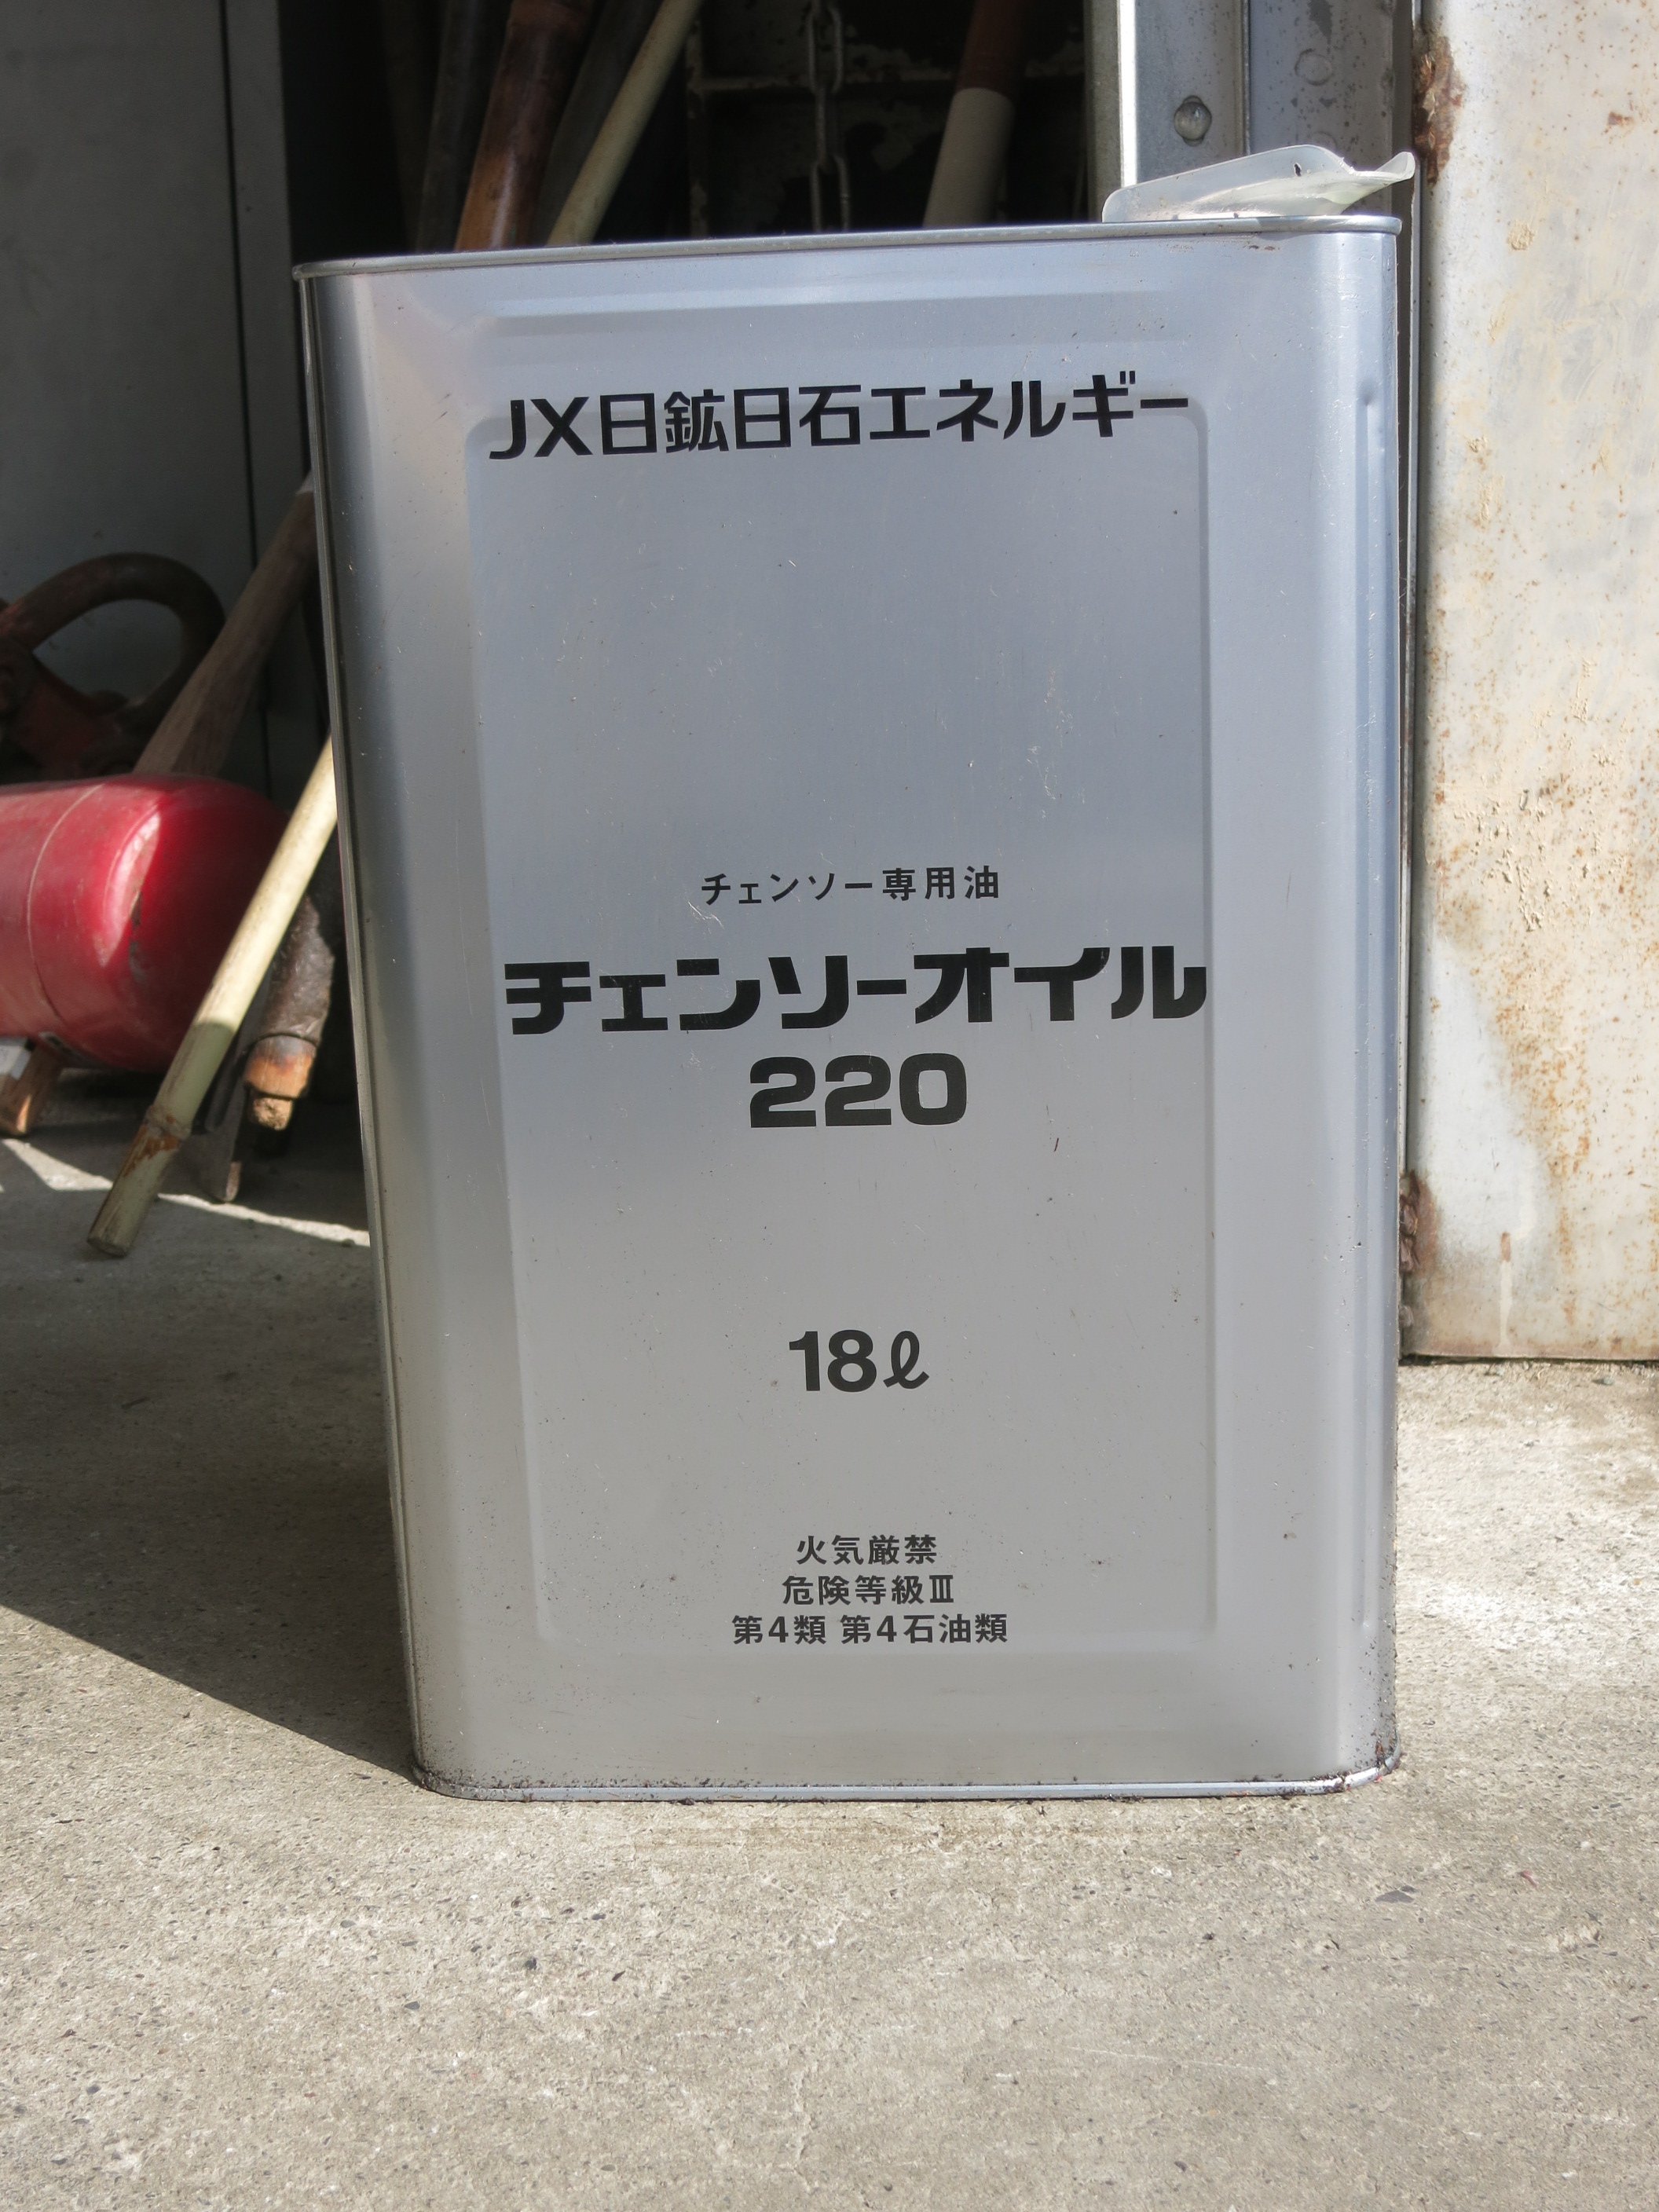 JX日鉱日石エネルギー
チェンソー専用油
チェンソーオイル
220
18ℓ
火気厳禁
危険等級Ⅲ
第4類 第4石油類